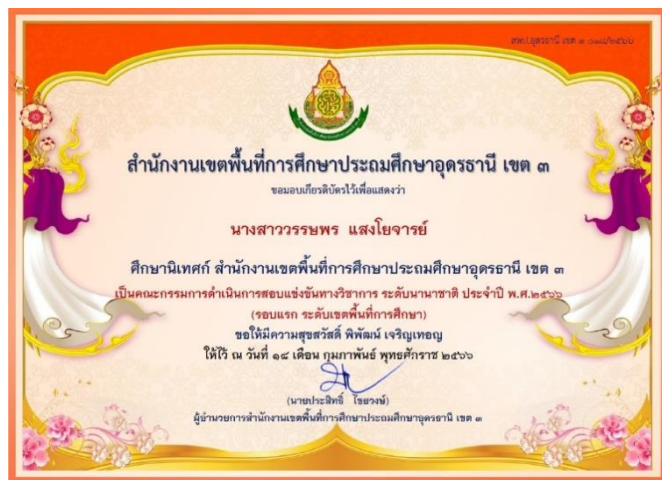 สพป.อุดรธานี เขต ๓
สำนักงานเขตพื้นที่การศึกษาประถมศึกษาอุดรธานี เขต ๓
ขอมอบเกียรติบัตรไว้เพื่อแสดงว่า
นางสาววรรษพร แสงโยจารย์
ศึกษานิเทศก์ สำนักงานเขตพื้นที่การศึกษาประถมศึกษาอุดรธานี เขต ๓
เป็นคณะกรรมการดำเนินการสอบแข่งขันทางวิชาการ ระดับนานาชาติ ประจำปี พ.ศ.๒๕๖๖
(รอบแรก ระดับเขตพื้นที่การศึกษา)
ขอให้มีความสุขสวัสดิ์ พิพัฒน์ เจริญเทอญ
ให้ไว้ ณ วันที่ ๑๘ เดือน กุมภาพันธ์ พุทธศักราช ๒๕๖๖
(นายประสิทธิ์ ไชยวงษ์)
ผู้อำนวยการสำนักงานเขตพื้นที่การศึกษาประถมศึกษาอุดรธานี เขต ๓